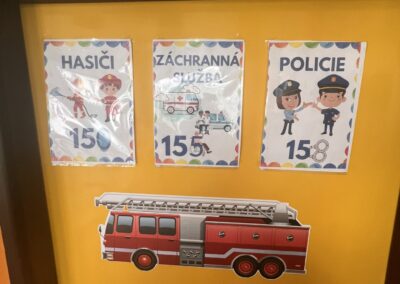 HASIČI
150
ZÁCHRANNÁ
SLUŽBA
155
POLICIE
158